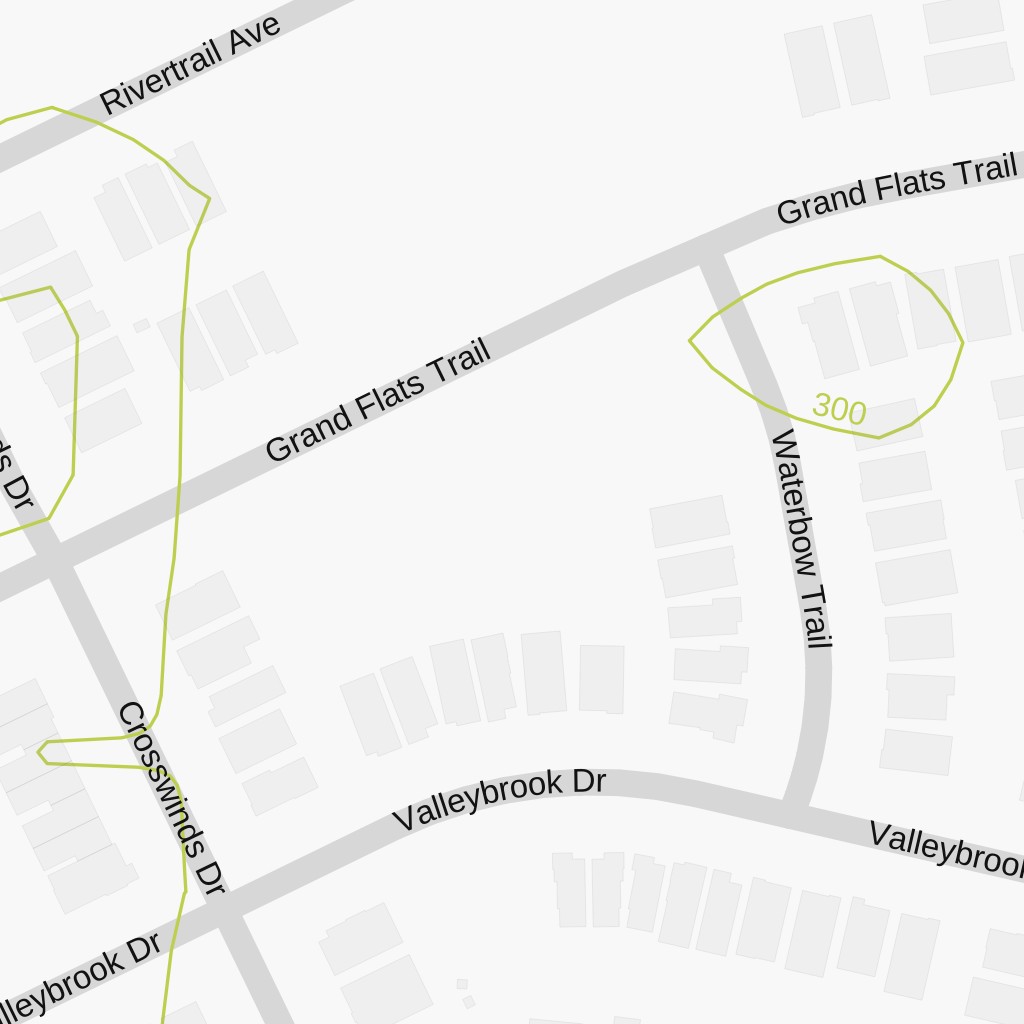 Rivertrail Ave
Grand Flats Trail
Grand Flats Trail
300
ds Dr
Waterbow Trail
Crosswinds Dr
Valleybrook Dr
Valleybrook
lleybrook Dr